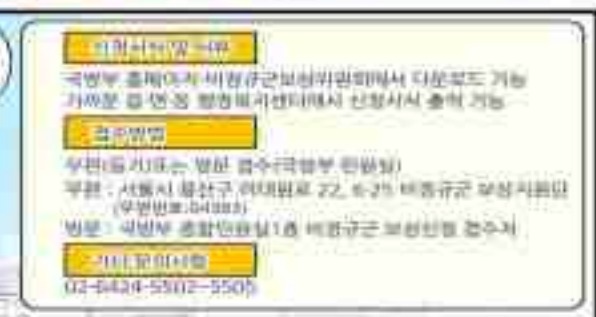 신청서식 및 서류
국방부 홈페이지 비정규군보상위원회에서 다운로드 가능
가까운 읍·면·동 행정복지센터에서 신청서식 출력 가능
접수방법
우편(등기)또는 방문 접수(국방부 민원실)
우편 : 서울시 용산구 이태원로 22, 6·25 비정규군 보상지원단
(우편번호:04383)
방문 : 국방부 종합민원실1층 비정규군 보상신청 접수처
기타 문의사항
02-6424-5502~5505